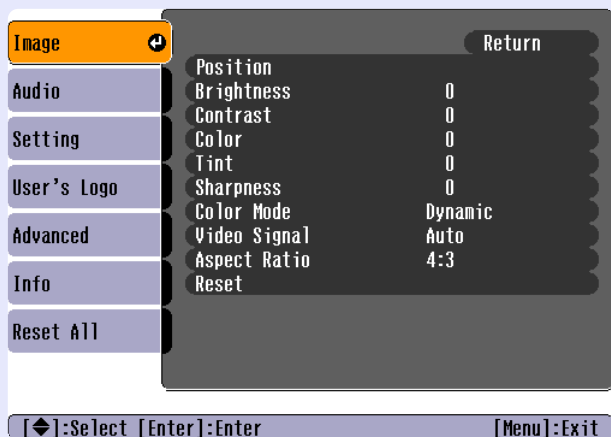 Image
Audio
Setting
User's Logo
Advanced
Info
Reset All
Return
Position
Brightness 0
Contrast 0
Color 0
Tint 0
Sharpness 0
Color Mode Dynamic
Video Signal Auto
Aspect Ratio 4:3
Reset
[◆]:Select [Enter]:Enter [Menu]:Exit